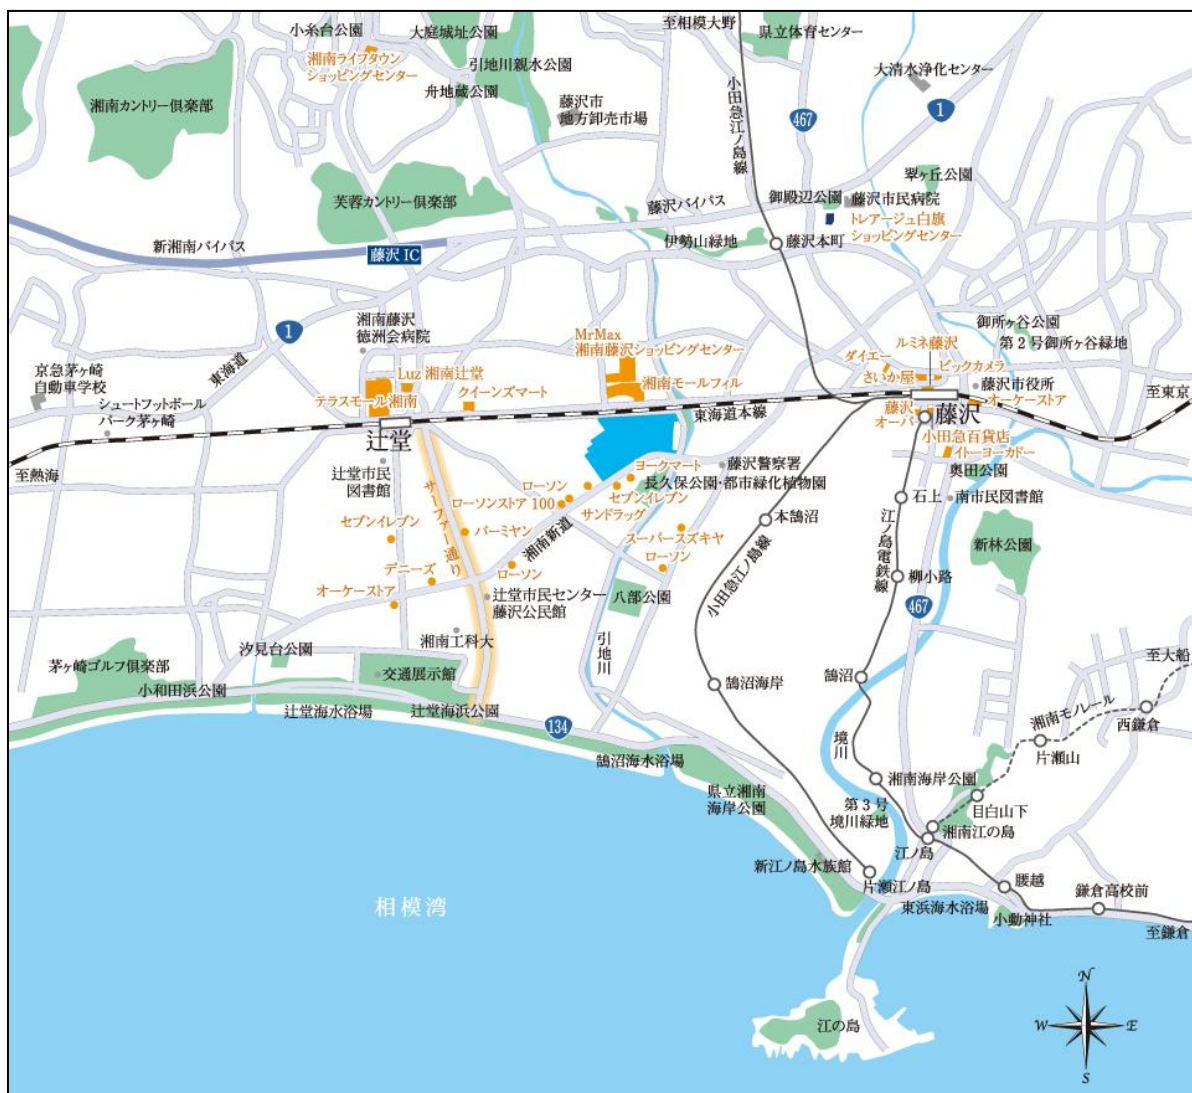 小糸台公園
大庭城址公園
至相模大野
県立体育センター
湘南ライフタウン
ショッピングセンター
引地川親水公園
大清水浄化センター
湘南カントリー倶楽部
舟地蔵公園
藤沢市
地方卸売市場
小田急江ノ島線
467
1
翠ヶ丘公園
芙蓉カントリー倶楽部
藤沢バイパス
御殿辺公園
藤沢市民病院
トレアージュ白旗
ショッピングセンター
新湘南バイパス
藤沢 IC
伊勢山緑地
藤沢本町
1
湘南藤沢
徳洲会病院
MrMax
湘南藤沢ショッピングセンター
御所ヶ谷公園
第2号御所ヶ谷緑地
東海道
京急茅ヶ崎
自動車学校
Luz 湘南辻堂
クイーンズマート
湘南モールフィル
ダイエー
ルミネ藤沢
さいか屋
ビックカメラ
藤沢市役所
オーケーストア
至東京
シュートフットボール
パーク茅ヶ崎
テラスモール湘南
東海道本線
藤沢
オーパ
藤沢
辻堂
小田急百貨店
イトーヨーカドー
奥田公園
至熱海
辻堂市民
図書館
ヨークマート
藤沢警察署
長久保公園・都市緑化植物園
ローソン
セブンイレブン
ローソンストア 100
サンドラッグ
石上
南市民図書館
サーファー通り
セブンイレブン
バーミヤン
湘南新道
スーパースズキヤ
ローソン
本鵠沼
江ノ島電鉄線
新林公園
デニーズ
ローソン
オーケーストア
小田急江ノ島線
柳小路
辻堂市民センター
藤沢公民館
八部公園
467
湘南工科大
引地川
汐見台公園
茅ヶ崎ゴルフ倶楽部
交通展示館
至大船
小和田浜公園
鵠沼海岸
鵠沼
辻堂海水浴場
辻堂海浜公園
134
湘南モノレール
西鎌倉
境川
片瀬山
鵠沼海水浴場
湘南海岸公園
県立湘南
海岸公園
第3号
境川緑地
目白山下
湘南江の島
江ノ島
新江ノ島水族館
片瀬江ノ島
腰越
鎌倉高校前
相模湾
東浜海水浴場
小動神社
至鎌倉
江の島
N
W
E
S